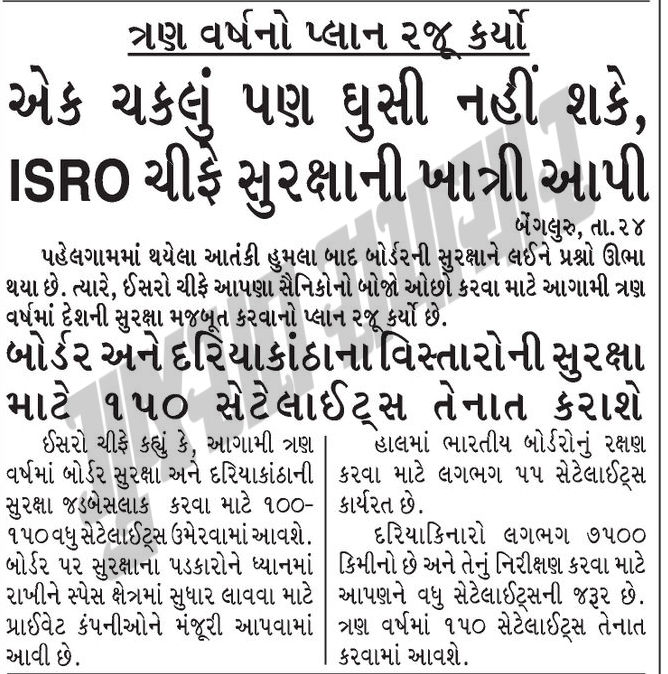 ત્રણ વર્ષનો પ્લાન રજૂ કર્યો
એક ચકલું પણ ઘુસી નહીં શકે,
ISRO ચીફે સુરક્ષાની ખાત્રી આપી
બેંગલુરુ, તા.૨૪
પહેલગામમાં થયેલા આતંકી હુમલા બાદ બોર્ડરની સુરક્ષાને લઈને પ્રશ્નો ઊભા
થયા છે. ત્યારે, ઈસરો ચીફે આપણા સૈનિકોનો બોજો ઓછો કરવા માટે આગામી ત્રણ
વર્ષમાં દેશની સુરક્ષા મજબૂત કરવાનો પ્લાન રજૂ કર્યો છે.
બોર્ડર અને દરિયાકાંઠાના વિસ્તારોની સુરક્ષા
માટે ૧૫૦ સેટેલાઈટ્સ તેનાત કરાશે
ઈસરો ચીફે કહ્યું કે, આગામી ત્રણ
વર્ષમાં બોર્ડર સુરક્ષા અને દરિયાકાંઠાની
સુરક્ષા જડબેસલાક કરવા માટે ૧૦૦-
૧૫૦ વધુ સેટેલાઈટ્સ ઉમેરવામાં આવશે.
બોર્ડર પર સુરક્ષાના પડકારોને ધ્યાનમાં
રાખીને સ્પેસ ક્ષેત્રમાં સુધાર લાવવા માટે
પ્રાઈવેટ કંપનીઓને મંજૂરી આપવામાં
આવી છે.
હાલમાં ભારતીય બોર્ડરોનું રક્ષણ
કરવા માટે લગભગ ૫૫ સેટેલાઈટ્સ
કાર્યરત છે.
દરિયાકિનારો લગભગ ૭૫૦૦
કિમીનો છે અને તેનું નિરીક્ષણ કરવા માટે
આપણને વધુ સેટેલાઈટ્સની જરૂર છે.
ત્રણ વર્ષમાં ૧૫૦ સેટેલાઈટ્સ તેનાત
કરવામાં આવશે.
ગુજરાત સમાચાર